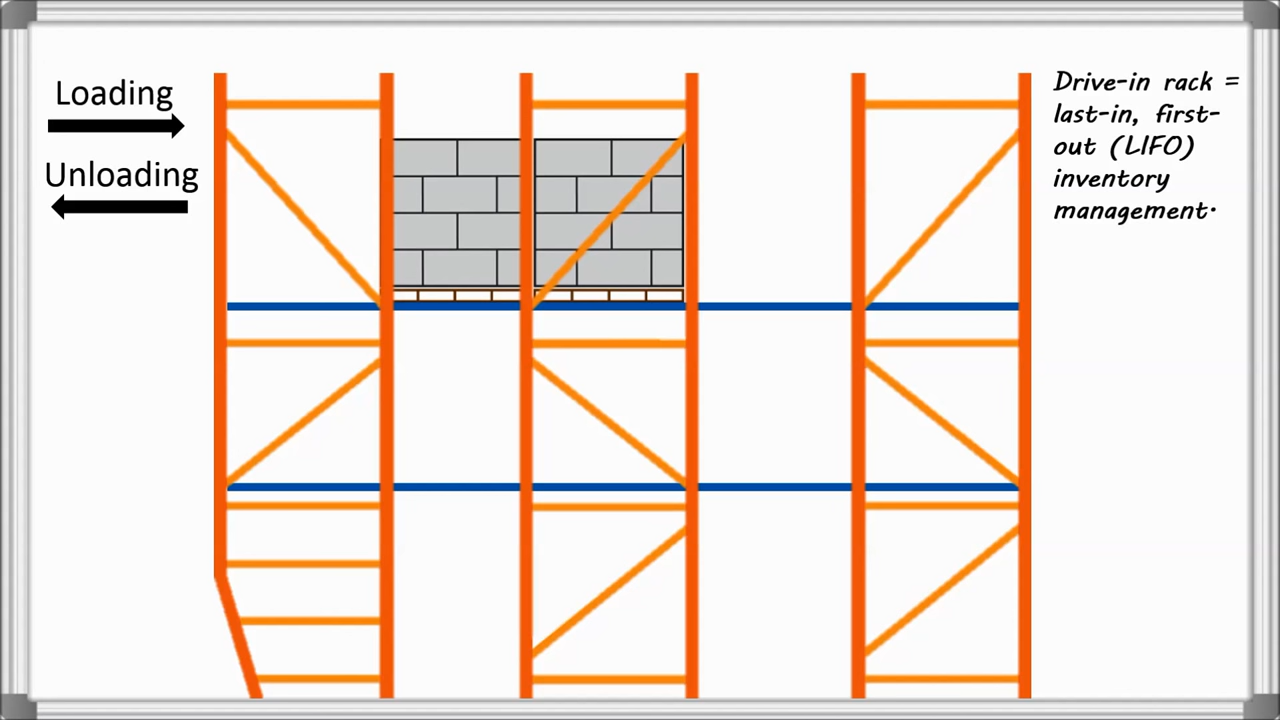 Loading
Unloading
Drive-in rack =
last-in, first-
out (LIFO)
inventory
management.